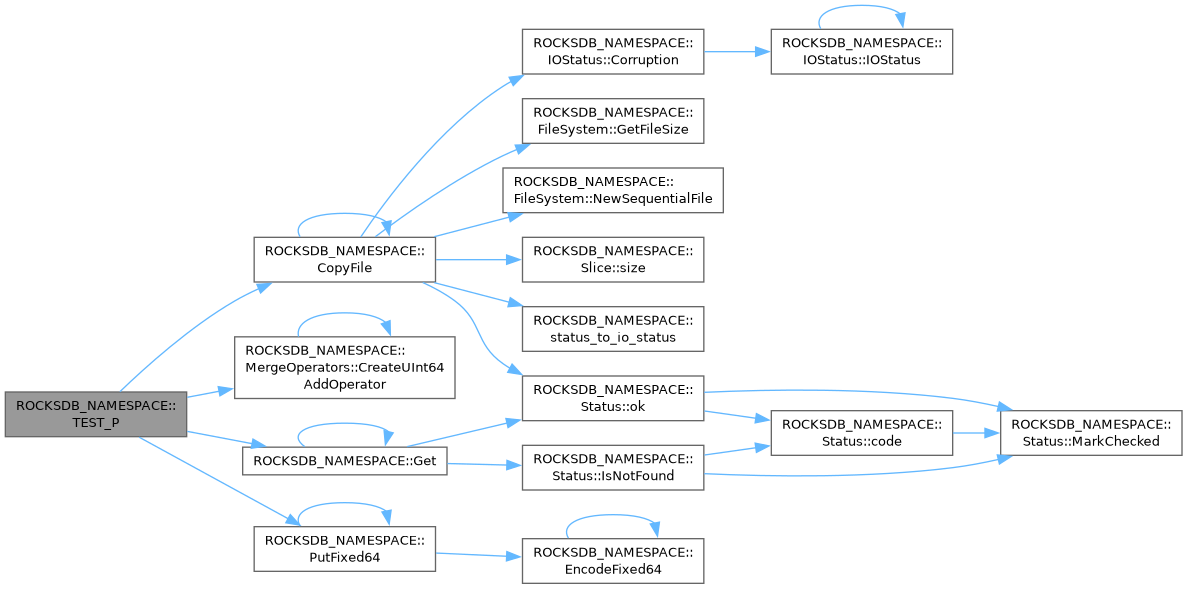 ROCKSDB_NAMESPACE::
TEST_P
ROCKSDB_NAMESPACE::
CopyFile
ROCKSDB_NAMESPACE::
MergeOperators::CreateUInt64
AddOperator
ROCKSDB_NAMESPACE::Get
ROCKSDB_NAMESPACE::
PutFixed64
ROCKSDB_NAMESPACE::
IOStatus::Corruption
ROCKSDB_NAMESPACE::
FileSystem::GetFileSize
ROCKSDB_NAMESPACE::
FileSystem::NewSequentialFile
ROCKSDB_NAMESPACE::
Slice::size
ROCKSDB_NAMESPACE::
status_to_io_status
ROCKSDB_NAMESPACE::
Status::ok
ROCKSDB_NAMESPACE::
Status::IsNotFound
ROCKSDB_NAMESPACE::
EncodeFixed64
ROCKSDB_NAMESPACE::
IOStatus::IOStatus
ROCKSDB_NAMESPACE::
Status::code
ROCKSDB_NAMESPACE::
Status::MarkChecked